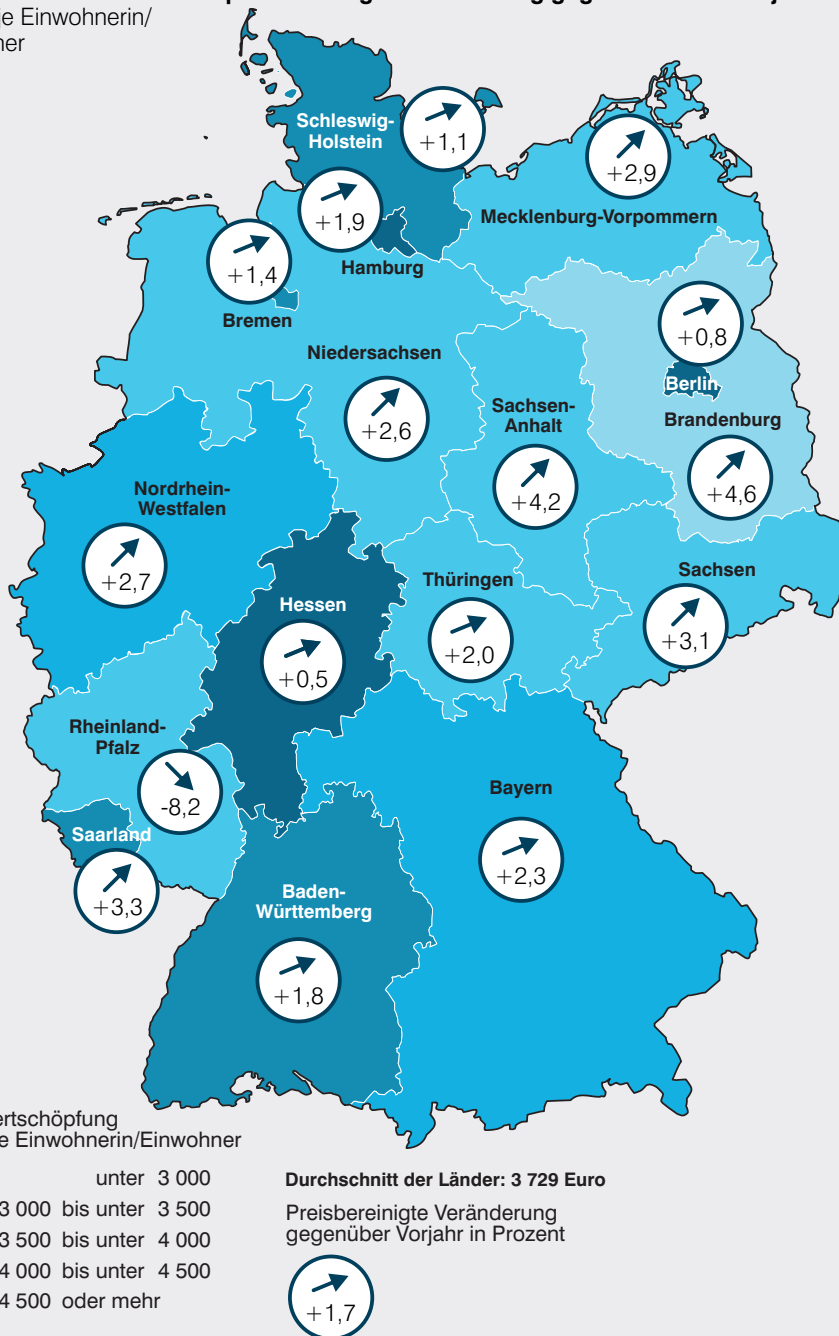 je Einwohnerin/
Schleswig-
Holstein
+1,1
+2,9
+1,9
Mecklenburg-Vorpommern
+1,4
Hamburg
Bremen
+0,8
Niedersachsen
Berlin
Sachsen-
Anhalt
Brandenburg
+2,6
+4,2
+4,6
Nordrhein-
Westfalen
+2,7
Thüringen
Sachsen
Hessen
+2,0
+3,1
+0,5
Rheinland-
Pfalz
-8,2
Bayern
Saarland
+2,3
+3,3
Baden-
Württemberg
+1,8
Einwohnerin/Einwohner
unter 3 000
3 000 bis unter 3 500
3 500 bis unter 4 000
4 000 bis unter 4 500
4 500 oder mehr
Durchschnitt der Länder: 3 729 Euro
Preisbereinigte Veränderung
gegenüber Vorjahr in Prozent
+1,7